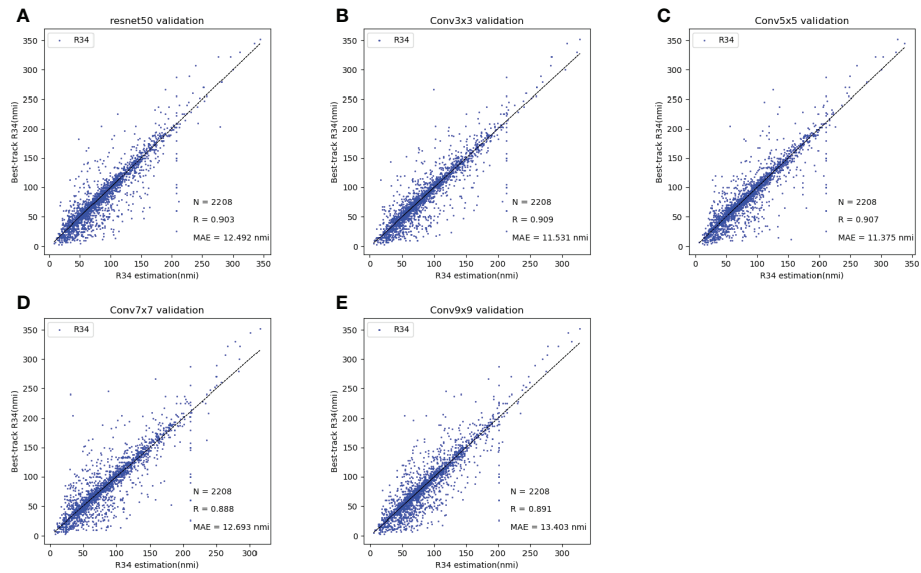 A
resnet50 validation
R34
Best-track R34(nmi)
350
300
250
200
150
100
50
0
N = 2208
R = 0.903
MAE = 12.492 nmi
0 50 100 150 200 250 300 350
R34 estimation(nmi)
B
Conv3x3 validation
R34
Best-track R34(nmi)
350
300
250
200
150
100
50
0
N = 2208
R = 0.909
MAE = 11.531 nmi
0 50 100 150 200 250 300
R34 estimation(nmi)
C
Conv5x5 validation
R34
Best-track R34(nmi)
350
300
250
200
150
100
50
0
N = 2208
R = 0.907
MAE = 11.375 nmi
0 50 100 150 200 250 300 350
R34 estimation(nmi)
D
Conv7x7 validation
R34
Best-track R34(nmi)
350
300
250
200
150
100
50
0
N = 2208
R = 0.888
MAE = 12.693 nmi
0 50 100 150 200 250 300
R34 estimation(nmi)
E
Conv9x9 validation
R34
Best-track R34(nmi)
350
300
250
200
150
100
50
0
N = 2208
R = 0.891
MAE = 13.403 nmi
0 50 100 150 200 250 300
R34 estimation(nmi)